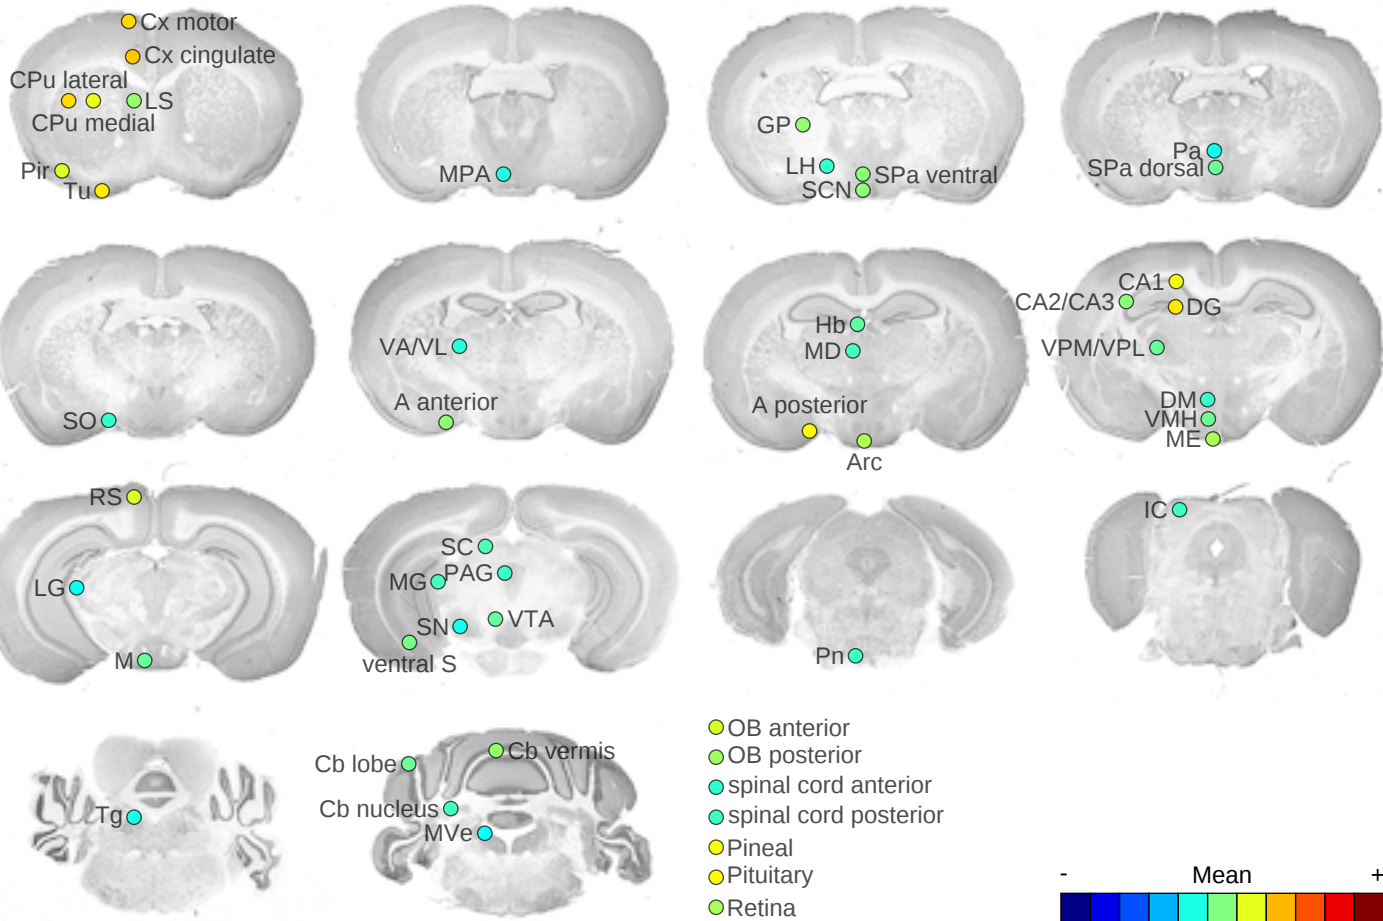 Cx motor
Cx cingulate
CPu lateral
LS
CPu medial
Pir
Tu
MPA
GP
LH
SPa ventral
SCN
Pa
SPa dorsal
SO
VA/VL
A anterior
Hb
MD
A posterior
Arc
CA1
CA2/CA3
DG
VPM/VPL
DM
VMH
ME
RS
LG
M
SC
PAG
MG
SN
VTA
ventral S
Pn
IC
Tg
Cb lobe
Cb vermis
Cb nucleus
MVe
OB anterior
OB posterior
spinal cord anterior
spinal cord posterior
Pineal
Pituitary
Retina
- Mean +